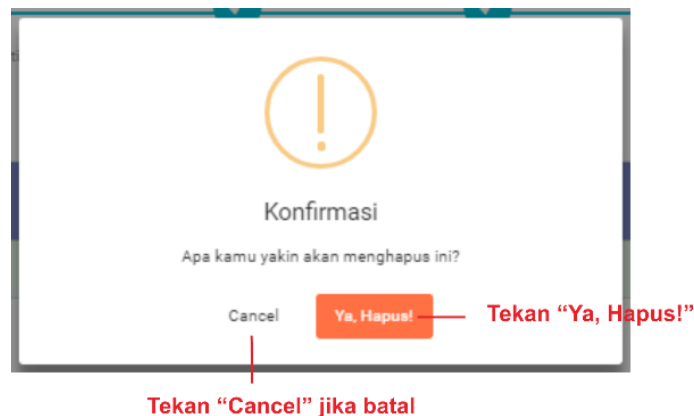 Konfirmasi
Apa kamu yakin akan menghapus ini?
Cancel
Ya, Hapus!
Tekan “Ya, Hapus!”
Tekan “Cancel” jika batal